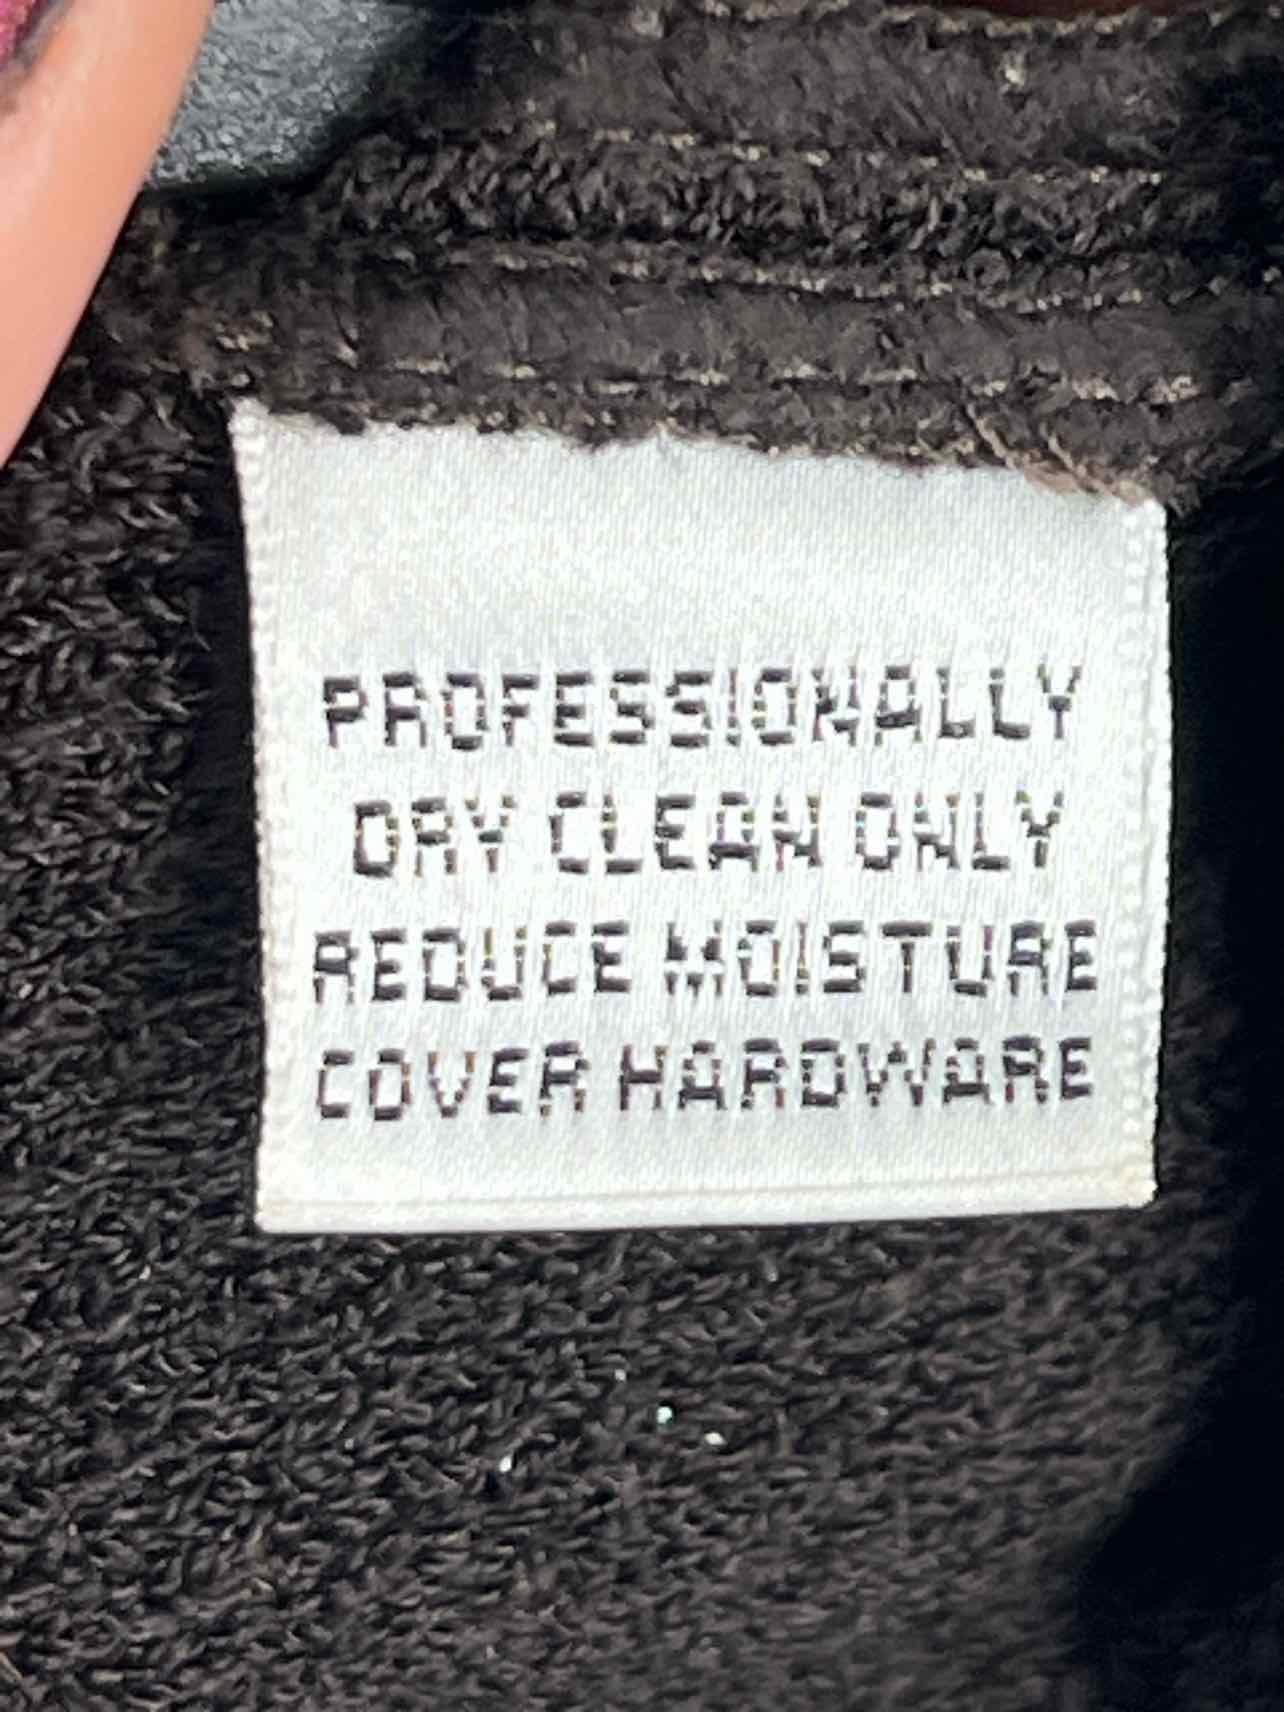 PROFESSIONALLY
DRY CLEAN ONLY
REDUCE MOISTURE
COVER HARDWARE